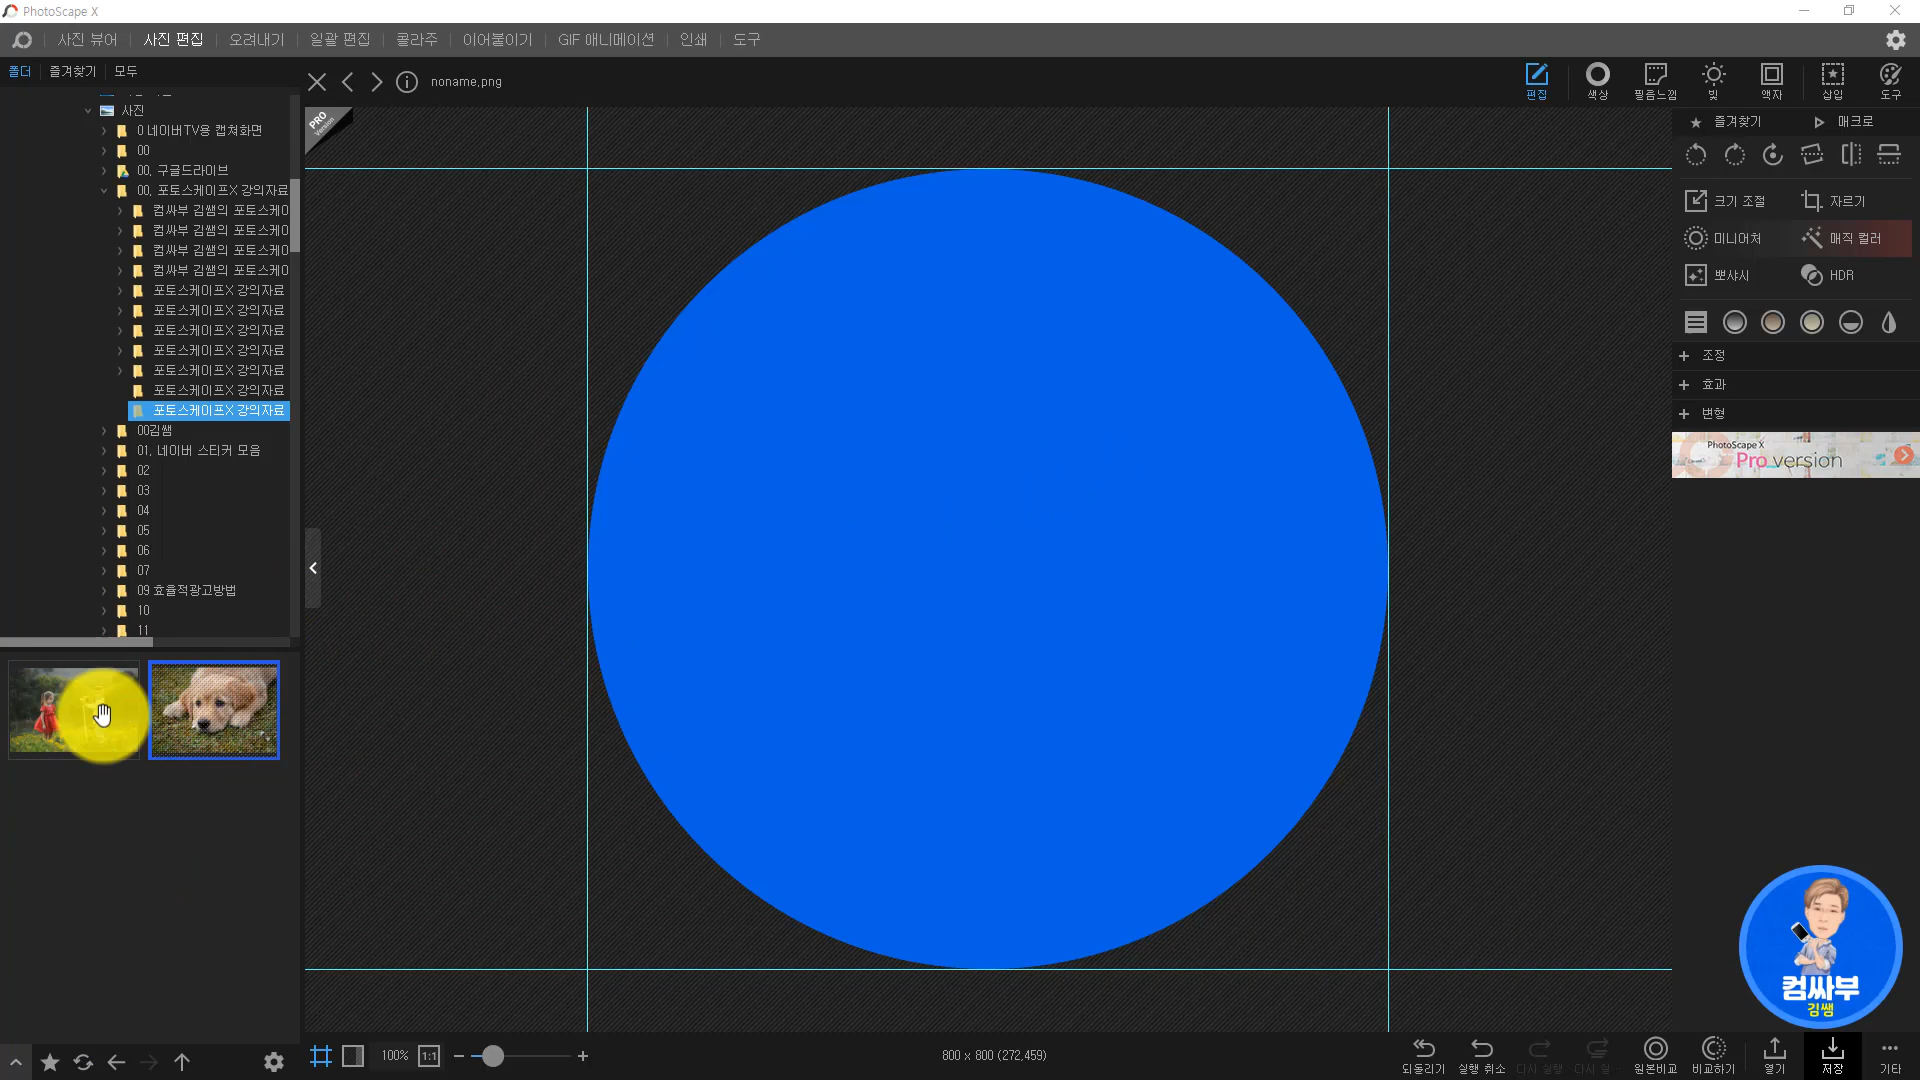 PhotoScape X
사진 뷰어
사진 편집
오려내기
일괄 편집
콜라주
이어붙이기
GIF 애니메이션
인쇄
도구
폴더
즐겨찾기
모두
noname.png
편집
색상
필름느낌
빛
액자
삽입
도구
사진
0 네이버TV용 캡쳐화면
00
00. 구글드라이브
00. 포토스케이프X 강의자료
컴싸부 김쌤의 포토스케이
컴싸부 김쌤의 포토스케이
컴싸부 김쌤의 포토스케이
컴싸부 김쌤의 포토스케이
포토스케이프X 강의자료
포토스케이프X 강의자료
포토스케이프X 강의자료
포토스케이프X 강의자료
포토스케이프X 강의자료
포토스케이프X 강의자료
포토스케이프X 강의자료
00김쌤
01. 네이버 스티커 모음
02
03
04
05
06
07
09 효율적광고방법
10
11
PRO
Version
즐겨찾기
매크로
크기 조절
자르기
미니어처
매직 컬러
뽀샤시
HDR
조정
효과
변형
PhotoScape X
Pro version
컴싸부
김쌤
100%
1:1
800 x 800 (272,459)
되돌리기
실행 취소
다시 실행
원본비교
비교하기
열기
저장
기타